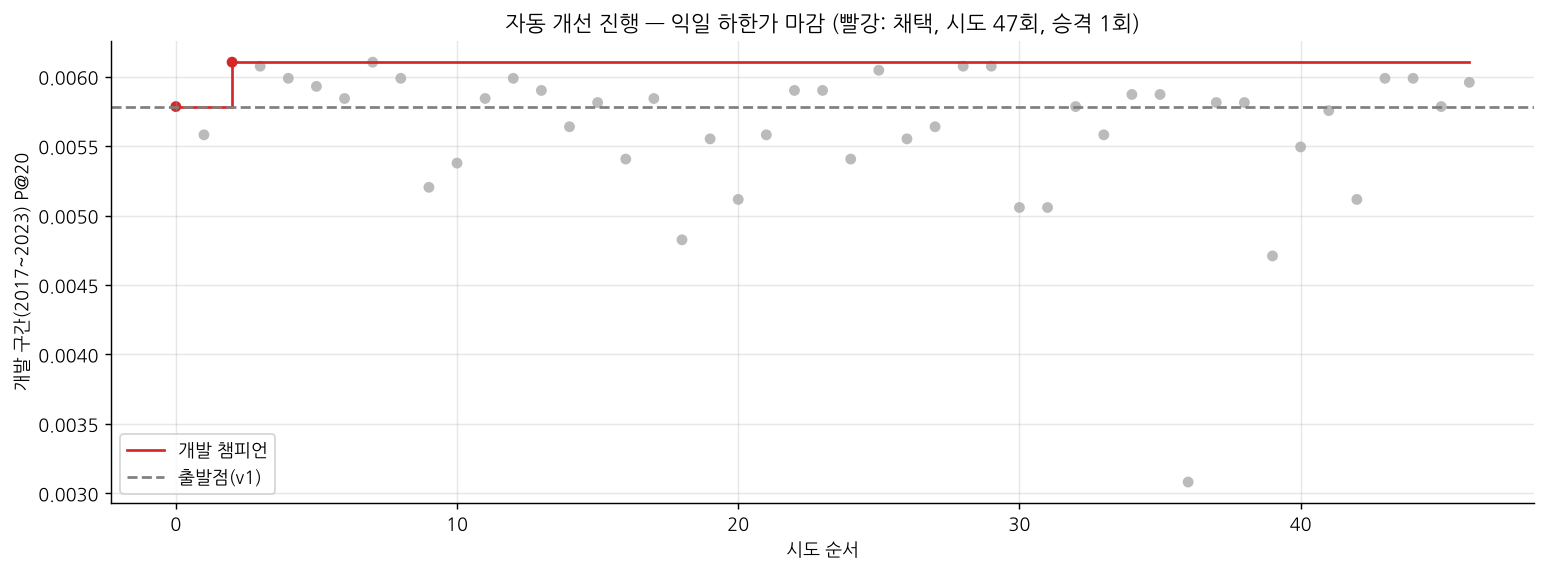 자동 개선 진행 — 익일 하한가 마감 (빨강: 채택, 시도 47회, 승격 1회)
개발 구간(2017~2023) P@20
0.0060
0.0055
0.0050
0.0045
0.0040
0.0035
0.0030
개발 챔피언
출발점(v1)
0
10
20
30
40
시도 순서